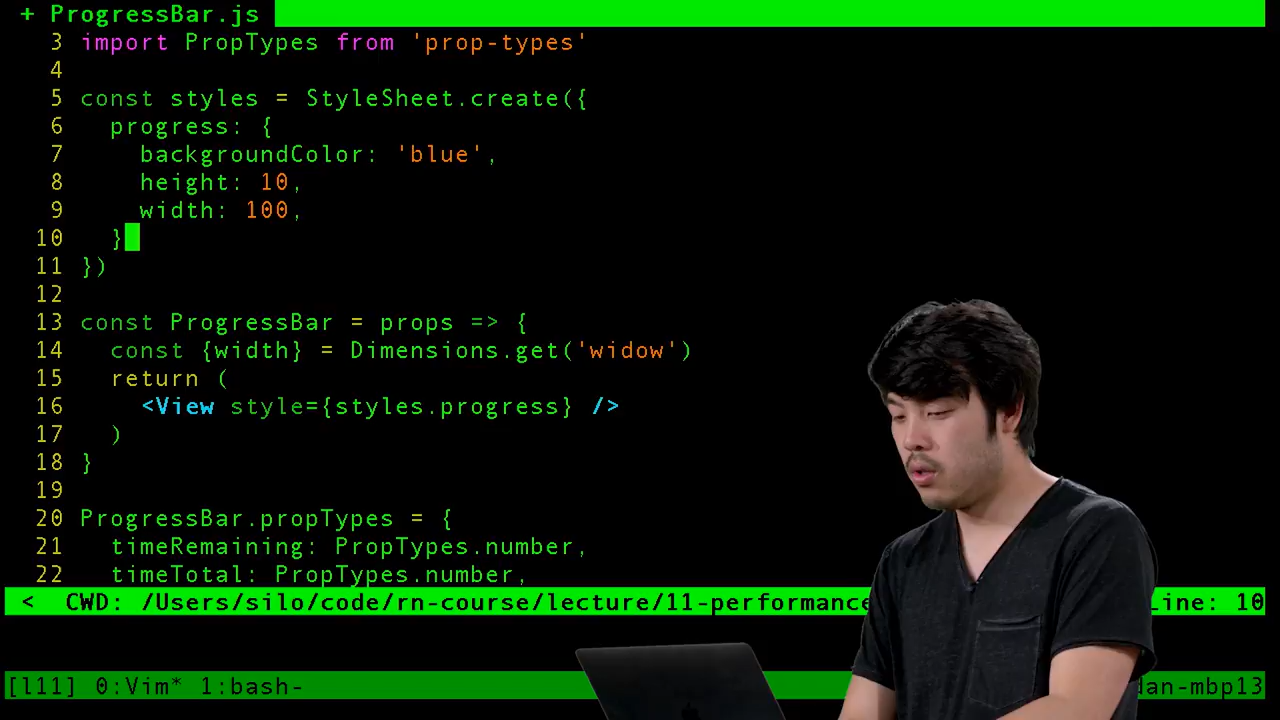 + ProgressBar.js
3 import PropTypes from 'prop-types'
4
5 const styles = StyleSheet.create({
6   progress: {
7     backgroundColor: 'blue',
8     height: 10,
9     width: 100,
10   }
11 })
12
13 const ProgressBar = props => {
14   const {width} = Dimensions.get('widow')
15   return (
16     <View style={styles.progress} />
17   )
18 }
19
20 ProgressBar.propTypes = {
21   timeRemaining: PropTypes.number,
22   timeTotal: PropTypes.number,
<  CWD: /Users/silo/code/rn-course/lecture/11-performance Line: 10
[l11] 0:Vim* 1:bash- dan-mbp13